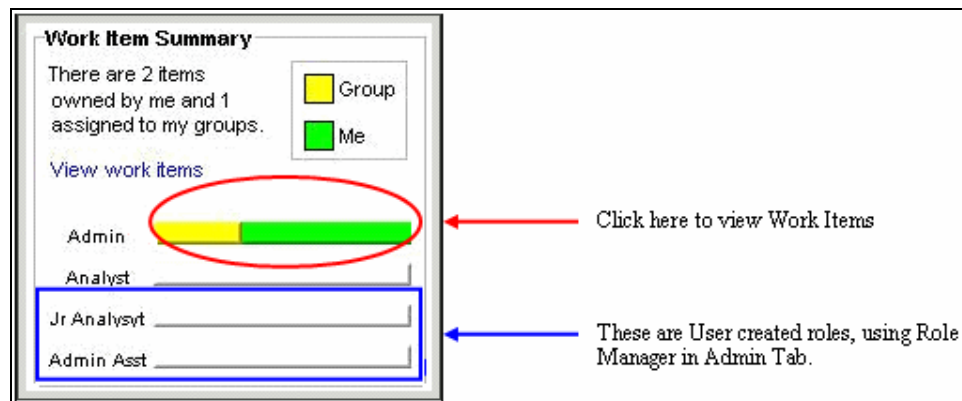 Work Item Summary
There are 2 items
owned by me and 1
assigned to my groups.
Group
Me
View work items
Admin
Click here to view Work Items
Analyst
Jr Analysyt
Admin Asst
These are User created roles, using Role
Manager in Admin Tab.